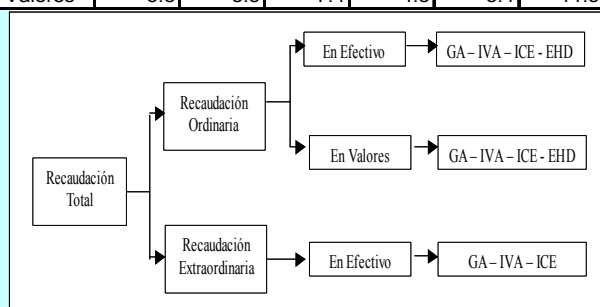 En Efectivo
GA – IVA – ICE - EHD
Recaudación
Ordinaria
En Valores
GA – IVA – ICE - EHD
Recaudación
Total
Recaudación
Extraordinaria
En Efectivo
GA – IVA – ICE